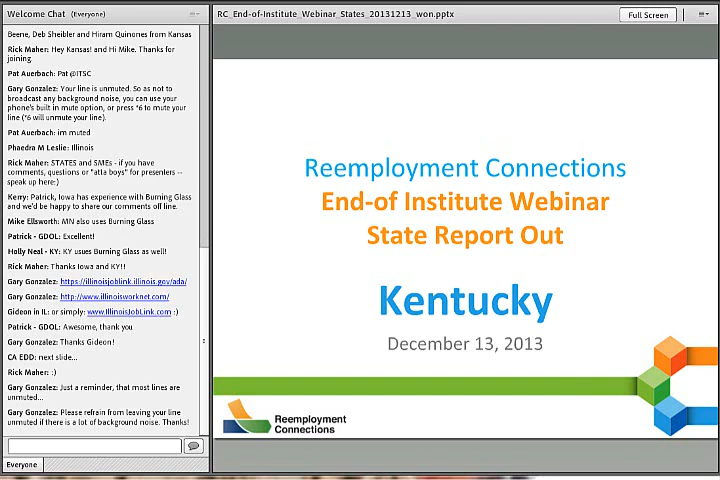 Welcome Chat (Everyone)
Beene, Deb Sheibler and Hiram Quinones from Kansas
Rick Maher: Hey Kansas! and Hi Mike. Thanks for
joining.
Pat Auerbach: Pat @ITSC
Gary Gonzalez: Your line is unmuted. So as not to
broadcast any background noise, you can use your
phone's built in mute option, or press *6 to mute your
line (*6 will unmute your line).
Pat Auerbach: im muted
Phaedra M Leslie: Illinois
Rick Maher: STATES and SMEs - if you have
comments, questions or "atta boys" for presenters --
speak up here:)
Kerry: Patrick, Iowa has experience with Burning Glass
and we'd be happy to share our comments off line.
Mike Ellsworth: MN also uses Burning Glass
Patrick - GDOL: Excellent!
Holly Neal - KY: KY usues Burning Glass as well!
Rick Maher: Thanks Iowa and KY!!
Gary Gonzalez: https://illinoisjoblink.illinois.gov/ada/
Gary Gonzalez: http://www.illinoisworknet.com/
Gideon in IL: or simply: www.IllinoisJobLink.com :)
Patrick - GDOL: Awesome, thank you
Gary Gonzalez: Thanks Gideon!
CA EDD: next slide...
Rick Maher: :)
Gary Gonzalez: Just a reminder, that most lines are
unmuted...
Gary Gonzalez: Please refrain from leaving your line
unmuted if there is a lot of background noise. Thanks!
Everyone
RC_End-of-Institute_Webinar_States_20131213_won.pptx
Full Screen
Reemployment Connections
End-of Institute Webinar
State Report Out
Kentucky
December 13, 2013
Reemployment
Connections